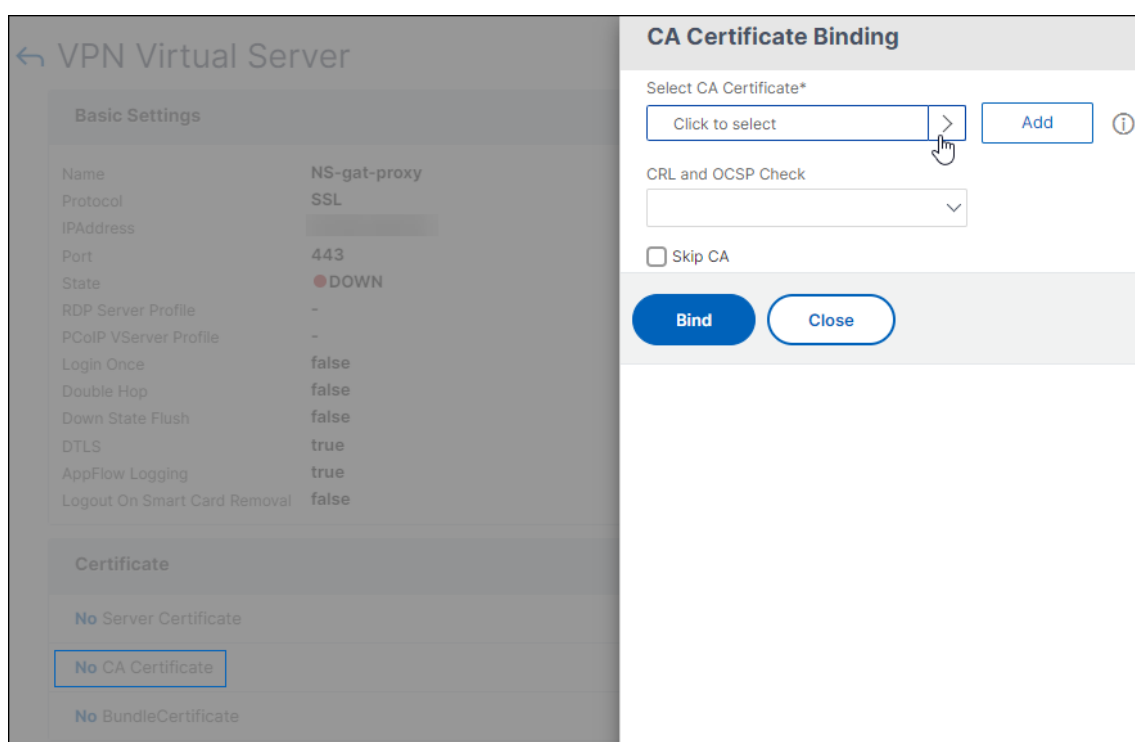 VPN Virtual Server
Basic Settings
Name NS-gat-proxy
Protocol SSL
IPAddress
Port 443
State DOWN
RDP Server Profile -
PCoIP VServer Profile -
Login Once false
Double Hop false
Down State Flush false
DTLS true
AppFlow Logging true
Logout On Smart Card Removal false
Certificate
No Server Certificate
No CA Certificate
No BundleCertificate
CA Certificate Binding
Select CA Certificate*
Click to select
Add
CRL and OCSP Check
Skip CA
Bind
Close